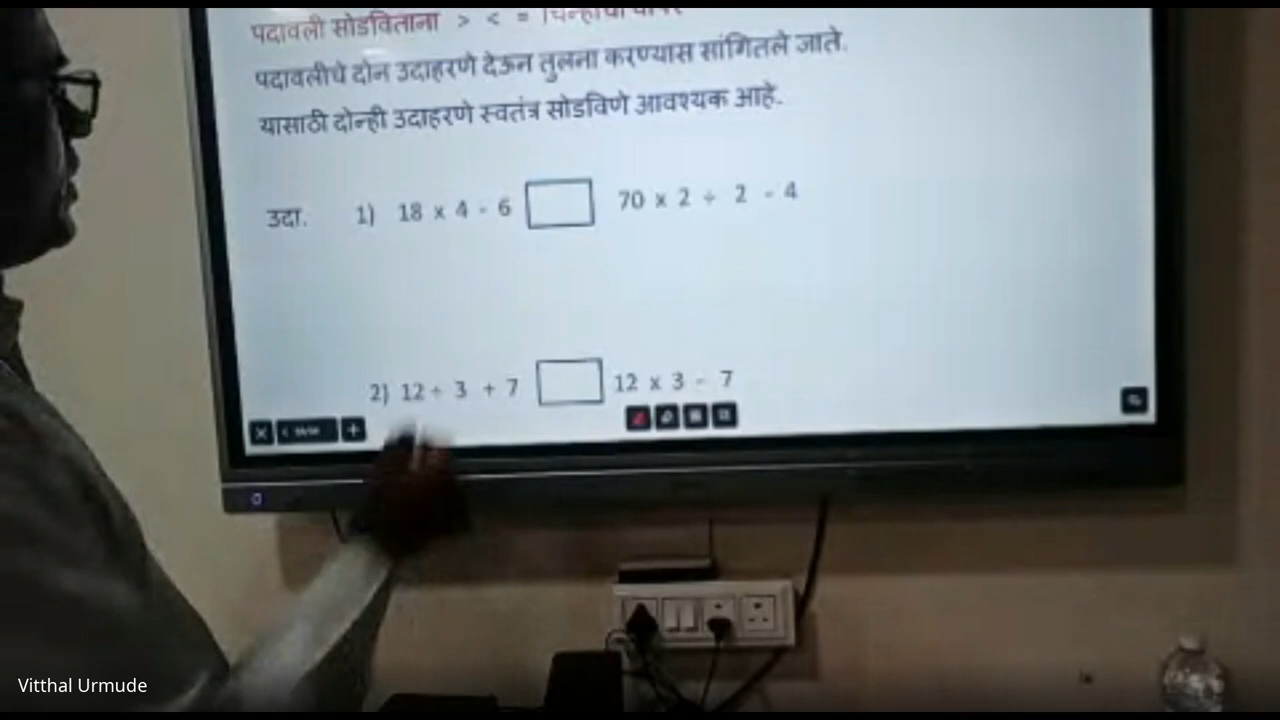 पदावली सोडविताना > < = चिन्हांचा वापर
पदावलीचे दोन उदाहरणे देऊन तुलना करण्यास सांगितले जाते.
यासाठी दोन्ही उदाहरणे स्वतंत्र सोडविणे आवश्यक आहे.
उदा. 1) 18 x 4 - 6 70 x 2 ÷ 2 - 4
2) 12 ÷ 3 + 7 12 x 3 - 7
Vitthal Urmude